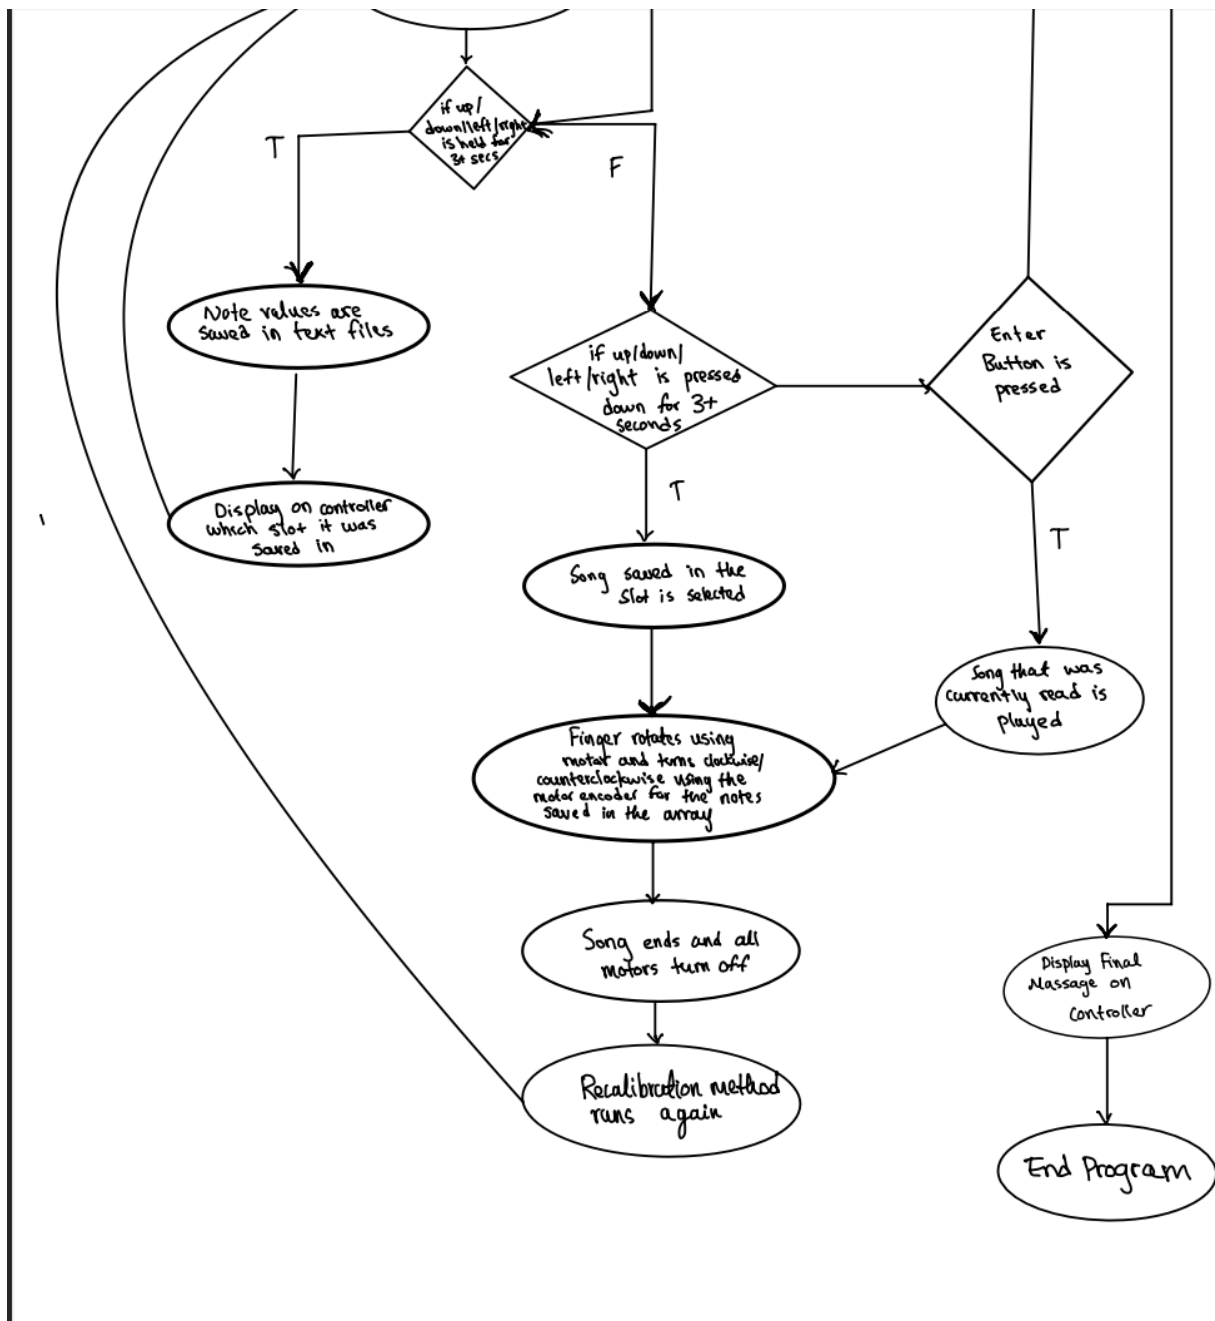 if up/
down/left/right
is held for
3+ secs
T
F
Note values are
saved in text files
if up/down/
left/right is pressed
down for 3+
seconds
Enter
Button is
pressed
Display on controller
which slot it was
saved in
T
T
Song saved in the
slot is selected
Song that was
currently read is
played
Finger rotates using
motor and turns clockwise/
counterclockwise using the
motor encoder for the notes
saved in the array
Song ends and all
motors turn off
Display Final
Massage on
Controller
Recalibration method
runs again
End Program